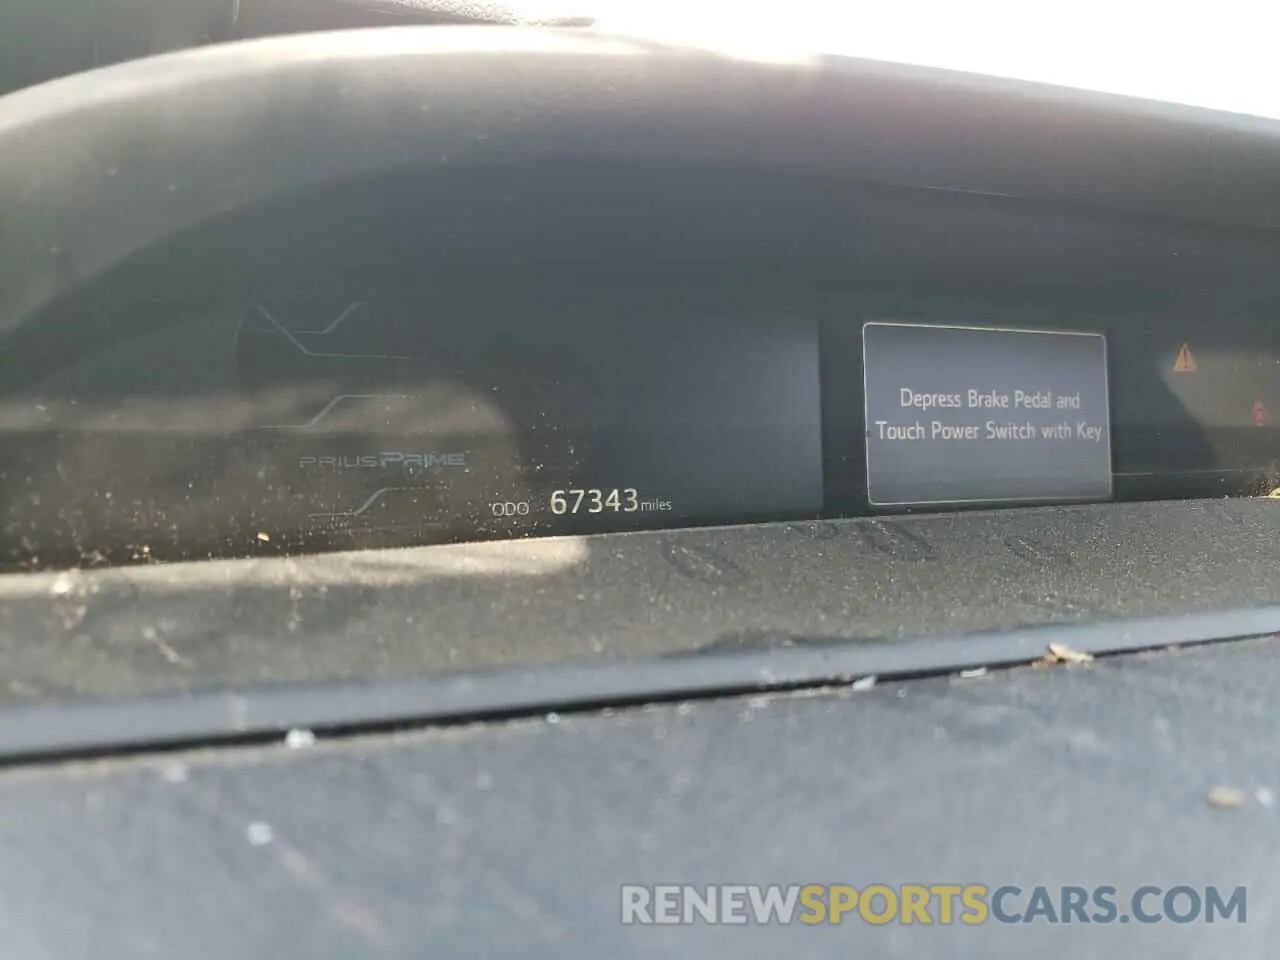 Depress Brake Pedal and
Touch Power Switch with Key
PRIUS PRIME
ODO 67343 miles
RENEWSPORTSCARS.COM